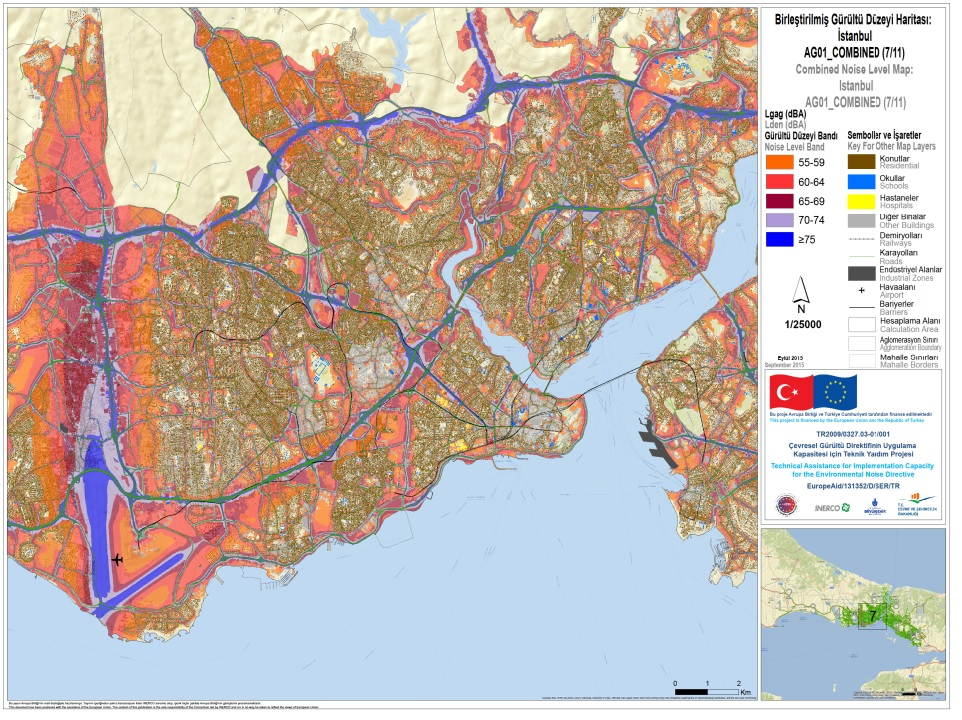 Birleştirilmiş Gürültü Düzeyi Haritası:
İstanbul
AG01_COMBINED (7/11)
Combined Noise Level Map:
Istanbul
AG01_COMBINED (7/11)
Lgag (dBA)
Lden (dBA)
Gürültü Düzeyi Bandı
Noise Level Band
55-59
60-64
65-69
70-74
≥75
N
1/25000
Eylül 2015
September 2015
Semboller ve İşaretler
Key For Other Map Layers
Konutlar
Residential
Okullar
Schools
Hastaneler
Hospitals
Diğer Binalar
Other Buildings
Demiryolları
Railways
Karayolları
Roads
Endüstriyel Alanlar
Industrial Zones
Havaalanı
Airport
Bariyerler
Barriers
Hesaplama Alanı
Calculation Area
Aglomerasyon Sınırı
Agglomeration Boundary
Mahalle Sınırları
Mahalle Borders
Bu proje Avrupa Birliği ve Türkiye Cumhuriyeti tarafından finanse edilmektedir
This project is financed by the European Union and the Republic of Turkey
TR2009/0327.03-01/001
Çevresel Gürültü Direktifinin Uygulama
Kapasitesi için Teknik Yardım Projesi
Technical Assistance for Implementation Capacity
for the Environmental Noise Directive
EuropeAid/131352/D/SER/TR
INERCO
T.C.
ÇEVRE VE ŞEHİRCİLİK
BAKANLIĞI
7
0 1 2
Km